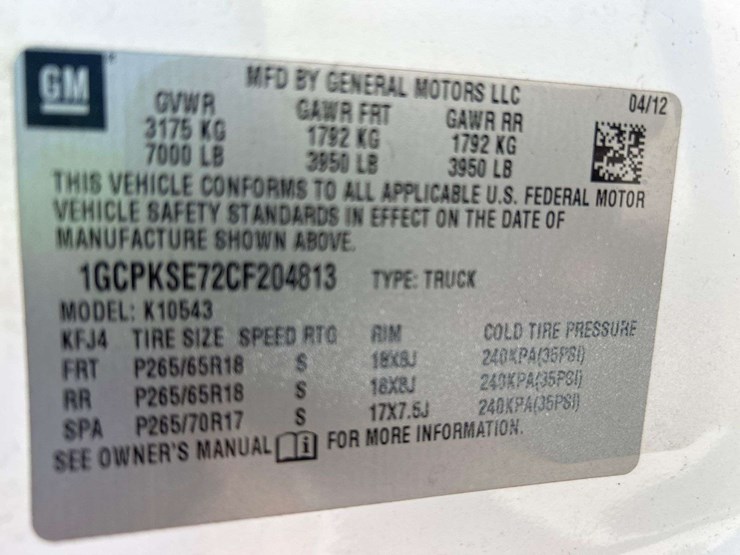 GM
MFD BY GENERAL MOTORS LLC 04/12
GVWR GAWR FRT GAWR RR
3175 KG 1792 KG 1792 KG
7000 LB 3950 LB 3950 LB
THIS VEHICLE CONFORMS TO ALL APPLICABLE U.S. FEDERAL MOTOR
VEHICLE SAFETY STANDARDS IN EFFECT ON THE DATE OF
MANUFACTURE SHOWN ABOVE.
1GCPKSE72CF204813 TYPE: TRUCK
MODEL: K10543
KFJ4 TIRE SIZE SPEED RTG RIM COLD TIRE PRESSURE
FRT P265/65R18 S 18X8J 240KPA(35PSI)
RR P265/65R18 S 18X8J 240KPA(35PSI)
SPA P265/70R17 S 17X7.5J 240KPA(35PSI)
SEE OWNER'S MANUAL i FOR MORE INFORMATION.